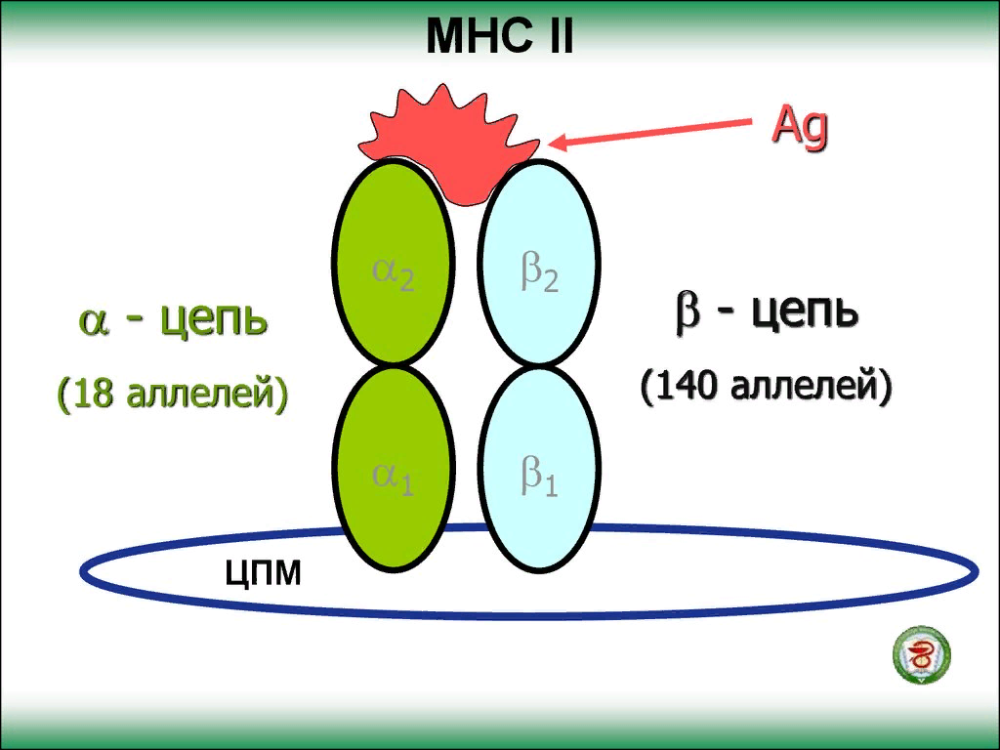 MHC II
Ag
α2
β2
α - цепь
(18 аллелей)
β - цепь
(140 аллелей)
α1
β1
ЦПМ